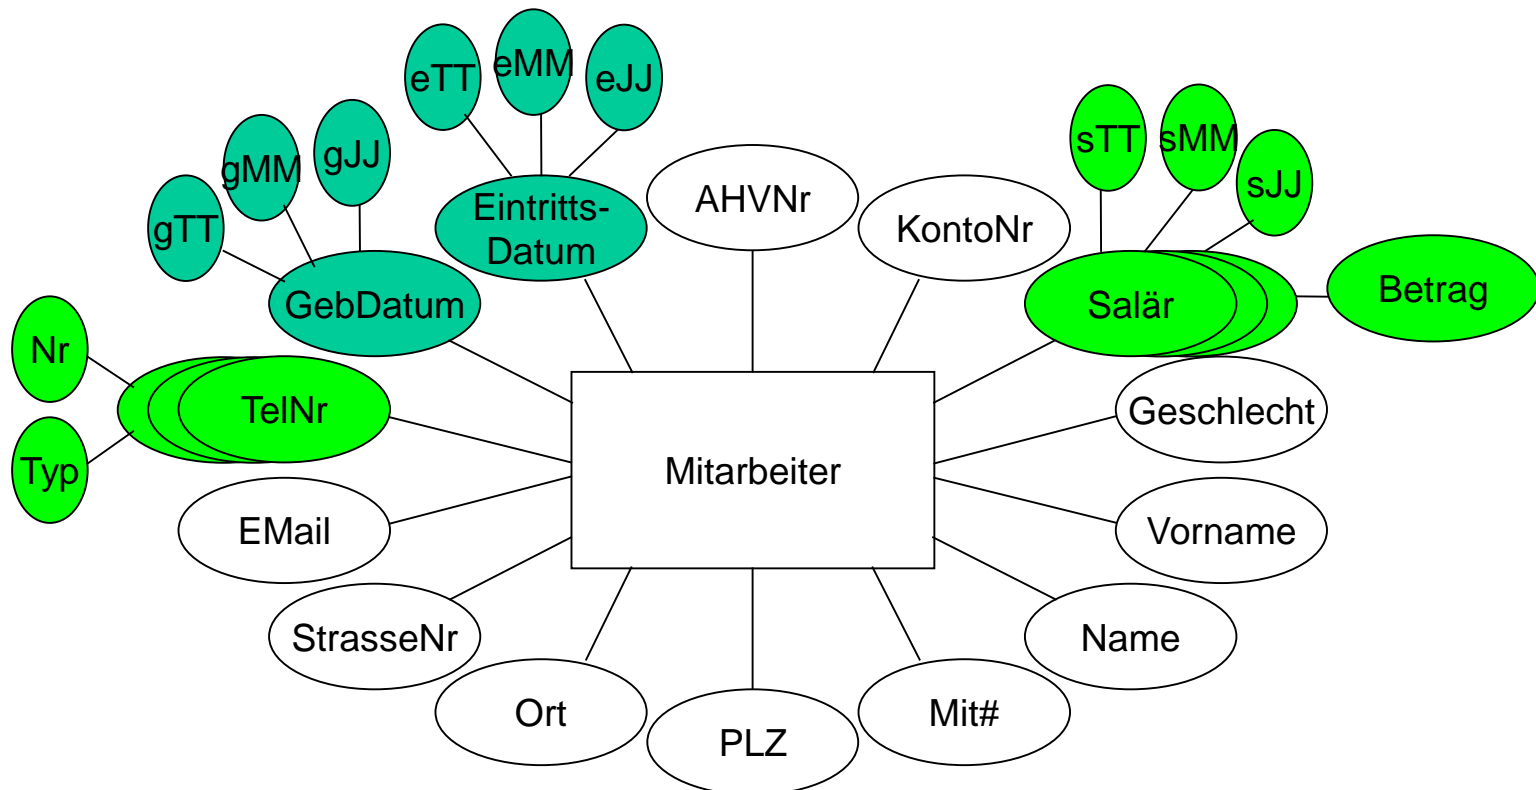 eTT
eMM
eJJ
gTT
gMM
gJJ
sTT
sMM
sJJ
Eintritts-
Datum
AHVNr
KontoNr
GebDatum
Salär
Betrag
Nr
Typ
TelNr
Geschlecht
Mitarbeiter
EMail
Vorname
StrasseNr
Name
Ort
PLZ
Mit#